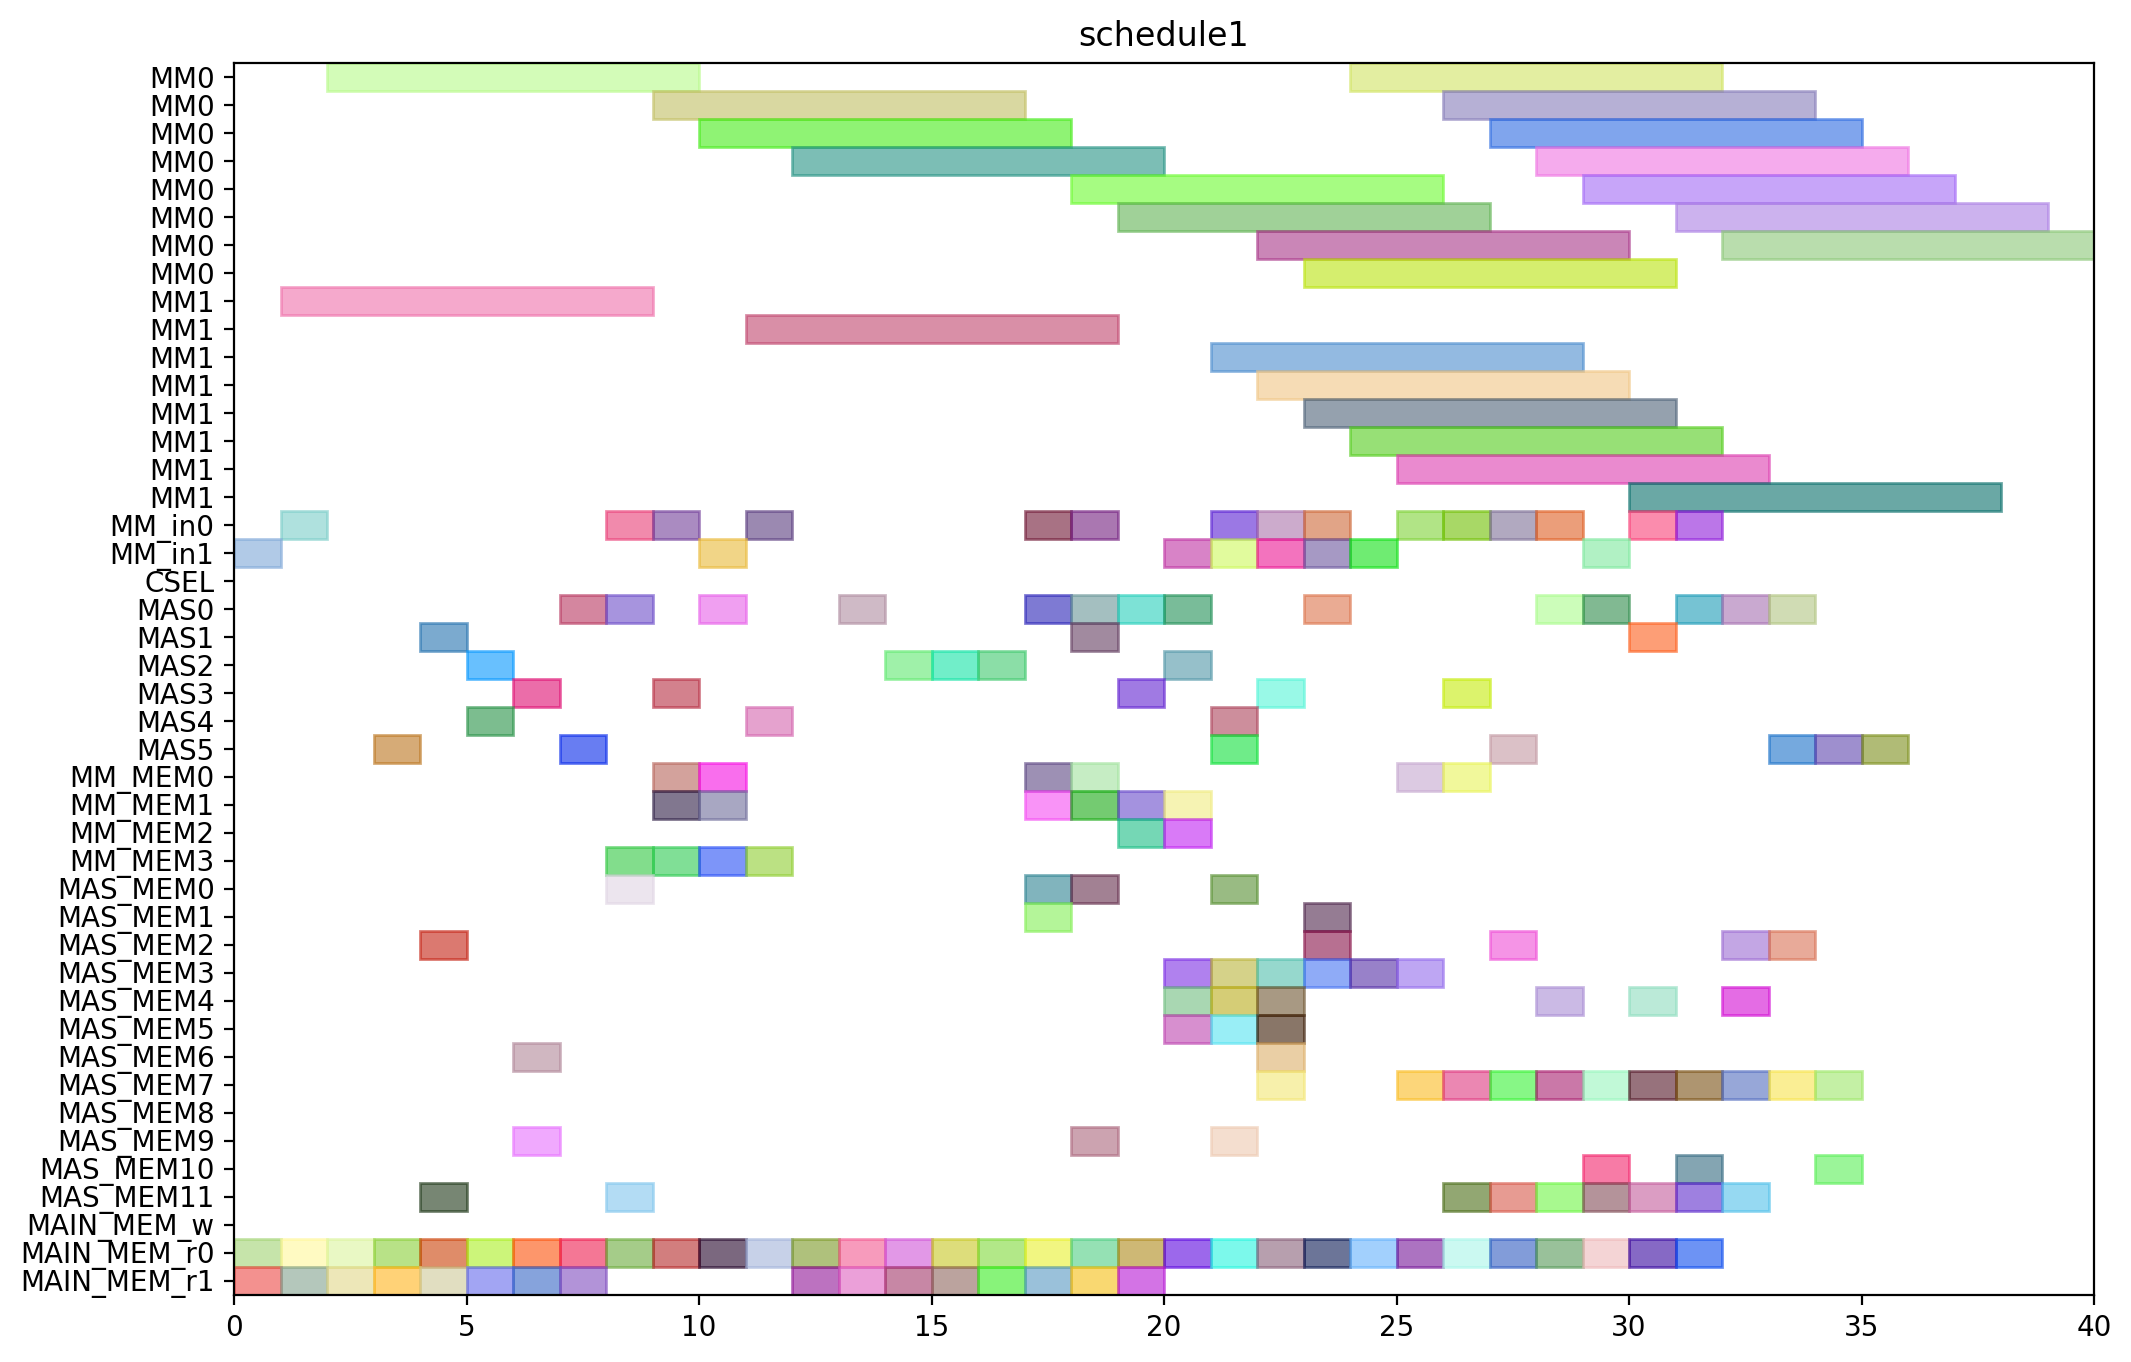 schedule1
MM0
MM0
MM0
MM0
MM0
MM0
MM0
MM0
MM1
MM1
MM1
MM1
MM1
MM1
MM1
MM1
MM_in0
MM_in1
CSEL
MAS0
MAS1
MAS2
MAS3
MAS4
MAS5
MM_MEM0
MM_MEM1
MM_MEM2
MM_MEM3
MAS_MEM0
MAS_MEM1
MAS_MEM2
MAS_MEM3
MAS_MEM4
MAS_MEM5
MAS_MEM6
MAS_MEM7
MAS_MEM8
MAS_MEM9
MAS_MEM10
MAS_MEM11
MAIN_MEM_w
MAIN_MEM_r0
MAIN_MEM_r1
0 5 10 15 20 25 30 35 40